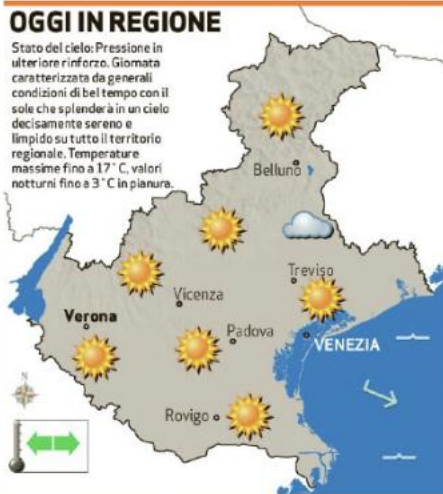 OGGI IN REGIONE
Stato del cielo: Pressione in
ulteriore rinforzo. Giornata
caratterizzata da generali
condizioni di bel tempo con il
sole che splenderà in un cielo
decisamente sereno e
limpido su tutto il territorio
regionale. Temperature
massime fino a 17°C, valori
notturni fino a 3°C in pianura.
Belluno
Treviso
Vicenza
Verona
Padova
VENEZIA
Rovigo